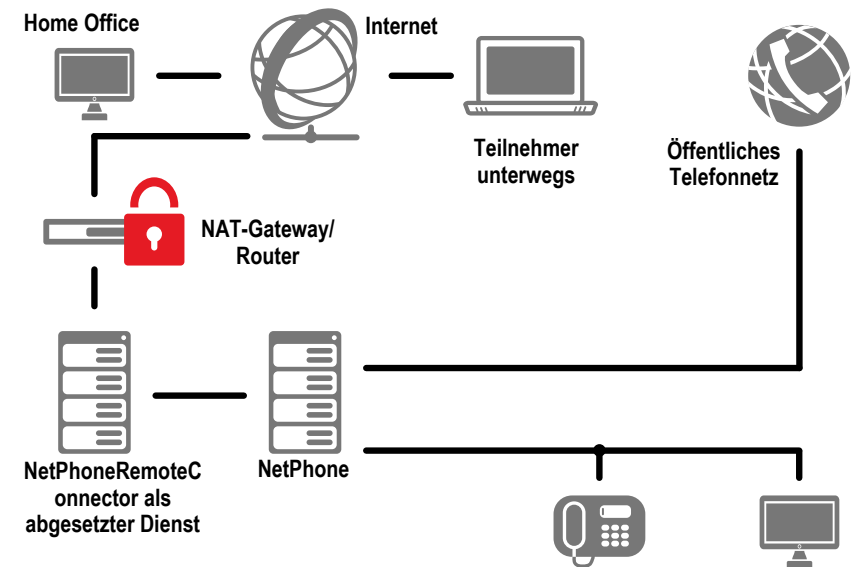 Home Office
Internet
Teilnehmer
unterwegs
Öffentliches
Telefonnetz
NAT-Gateway/
Router
NetPhoneRemoteC
onnector als
abgesetzter Dienst
NetPhone